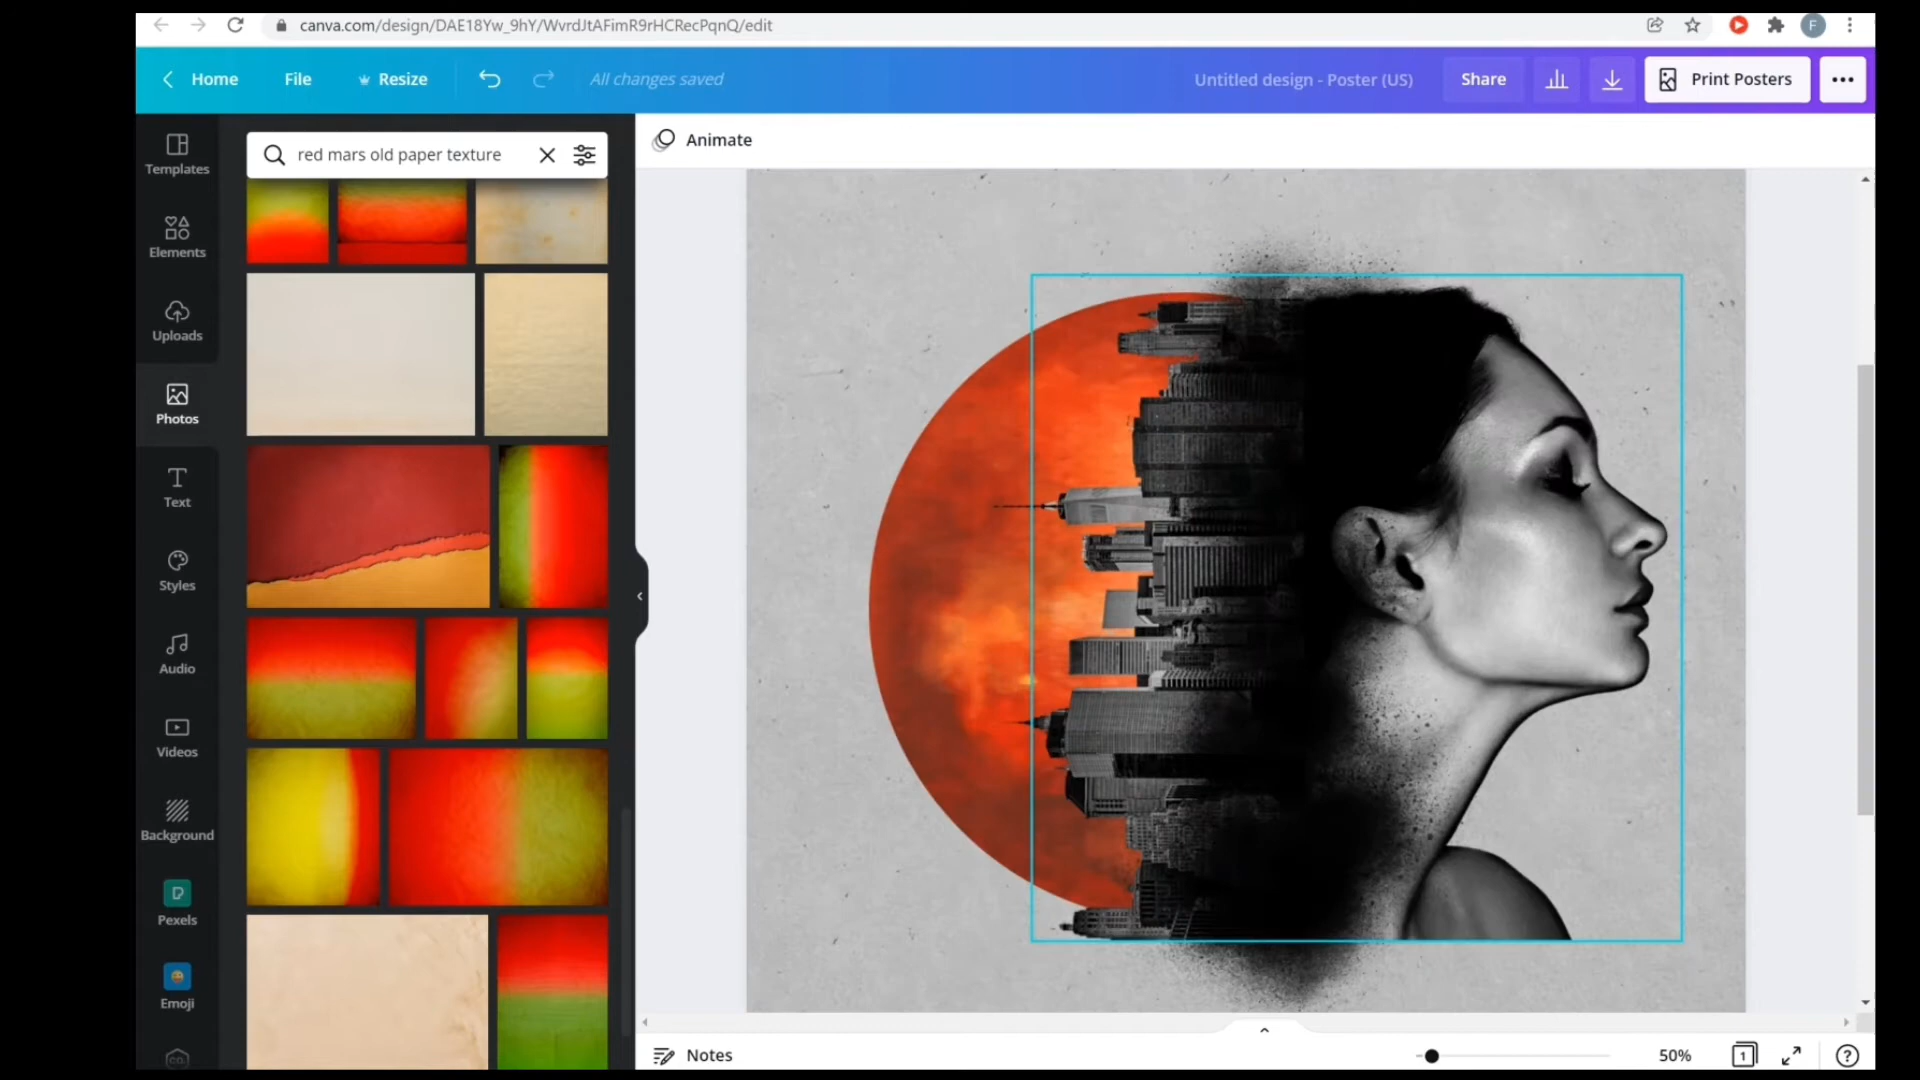 canva.com/design/DAE18Yw_9hY/WvrdJtAFimR9rHCRecPqnQ/edit
F
Home
File
Resize
All changes saved
Untitled design - Poster (US)
Share
Print Posters
Templates
red mars old paper texture
Animate
Elements
Uploads
Photos
Text
Styles
Audio
Videos
Background
Pexels
Emoji
CO.
Notes
50%
1
?